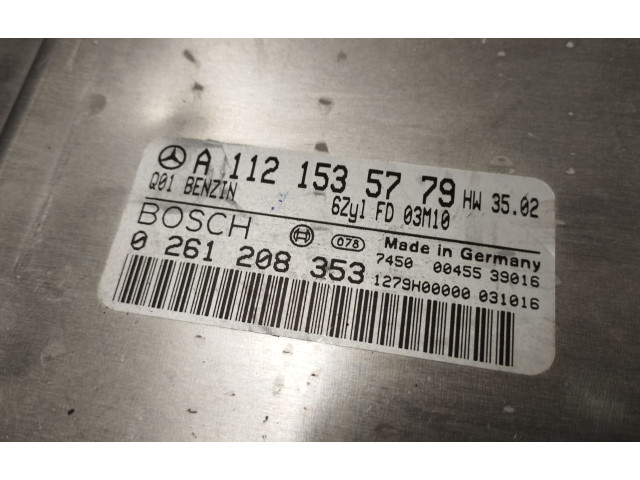 A 112 153 57 79 HW 35.02
Q01 BENZIN 6Zyl FD 03M10
BOSCH 078 Made in Germany
7450 00455 39016
0 261 208 353 1279H00000 031016